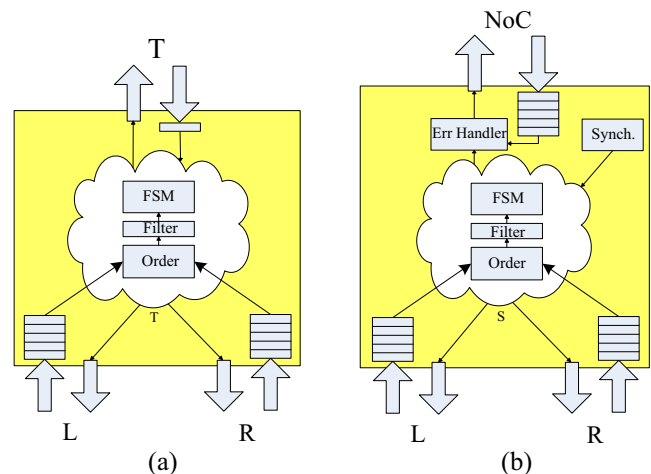 T
FSM
Filter
Order
T
L
R
(a)
NoC
Err Handler
Synch.
FSM
Filter
Order
S
L
R
(b)